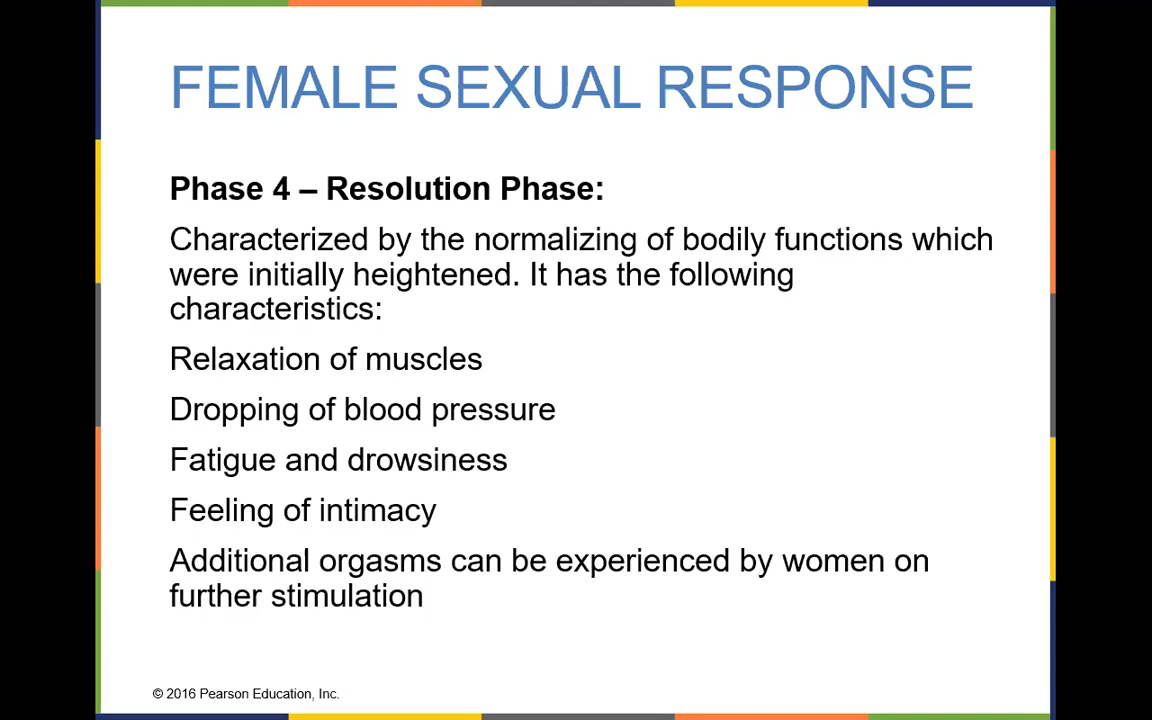 FEMALE SEXUAL RESPONSE
Phase 4 – Resolution Phase:
Characterized by the normalizing of bodily functions which
were initially heightened. It has the following
characteristics:
Relaxation of muscles
Dropping of blood pressure
Fatigue and drowsiness
Feeling of intimacy
Additional orgasms can be experienced by women on
further stimulation
© 2016 Pearson Education, Inc.